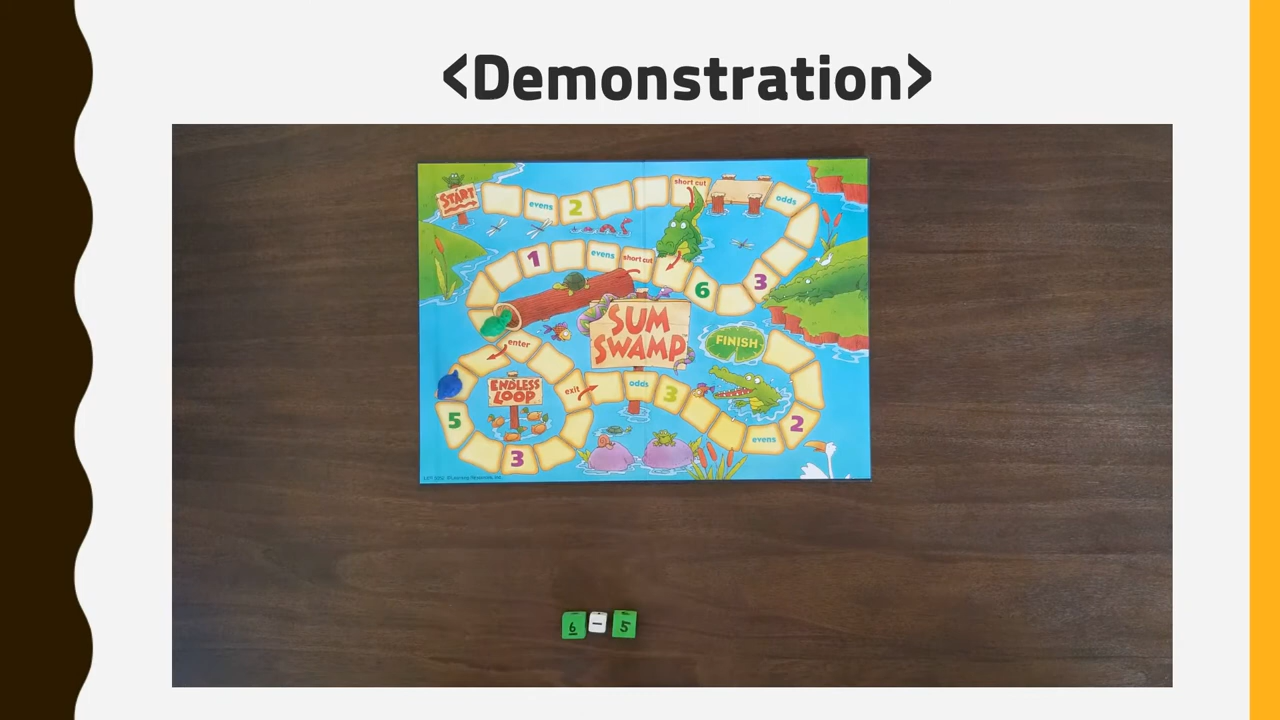 <Demonstration>
START
evens
2
short cut
odds
1
evens
short cut
6
3
SUM
SWAMP
FINISH
enter
ENDLESS
LOOP
exit
odds
3
5
2
evens
3
6 - 5